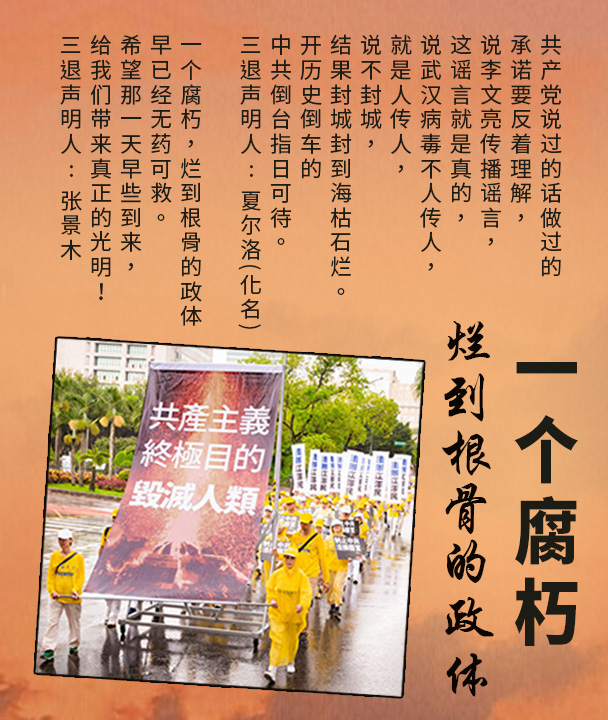 共产党说过的话做过的
承诺要反着理解，
说李文亮传播谣言，
这谣言就是真的，
说武汉病毒不人传人，
就是人传人，
说不封城，
结果封城封到海枯石烂。
开历史倒车的
中共倒台指日可待。
三退声明人：夏尔洛(化名)
一个腐朽，烂到根骨的政体
早已经无药可救。
希望那一天早些到来，
给我们带来真正的光明！
三退声明人：张景木
一个腐朽
烂到根骨的政体
共產主義
終極目的
毀滅人類